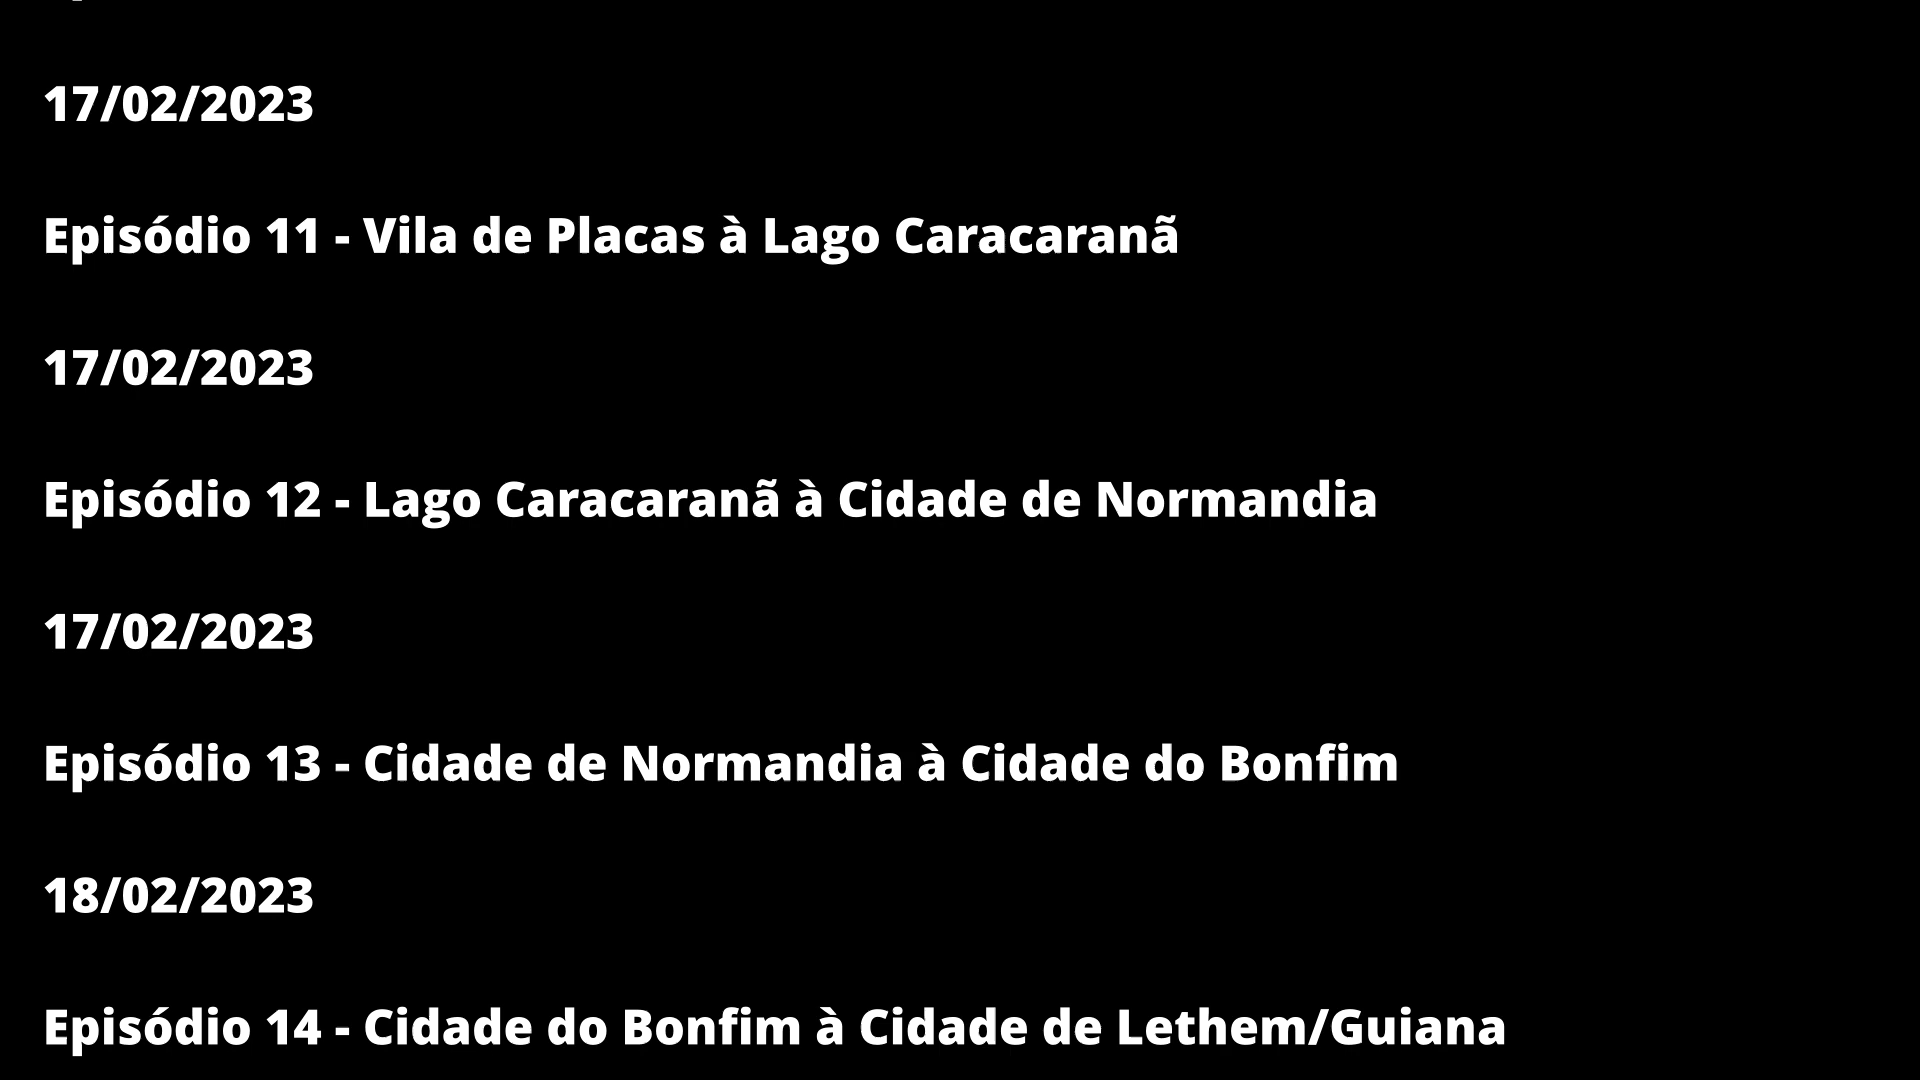 17/02/2023
Episódio 11 - Vila de Placas à Lago Caracaranã
17/02/2023
Episódio 12 - Lago Caracaranã à Cidade de Normandia
17/02/2023
Episódio 13 - Cidade de Normandia à Cidade do Bonfim
18/02/2023
Episódio 14 - Cidade do Bonfim à Cidade de Lethem/Guiana